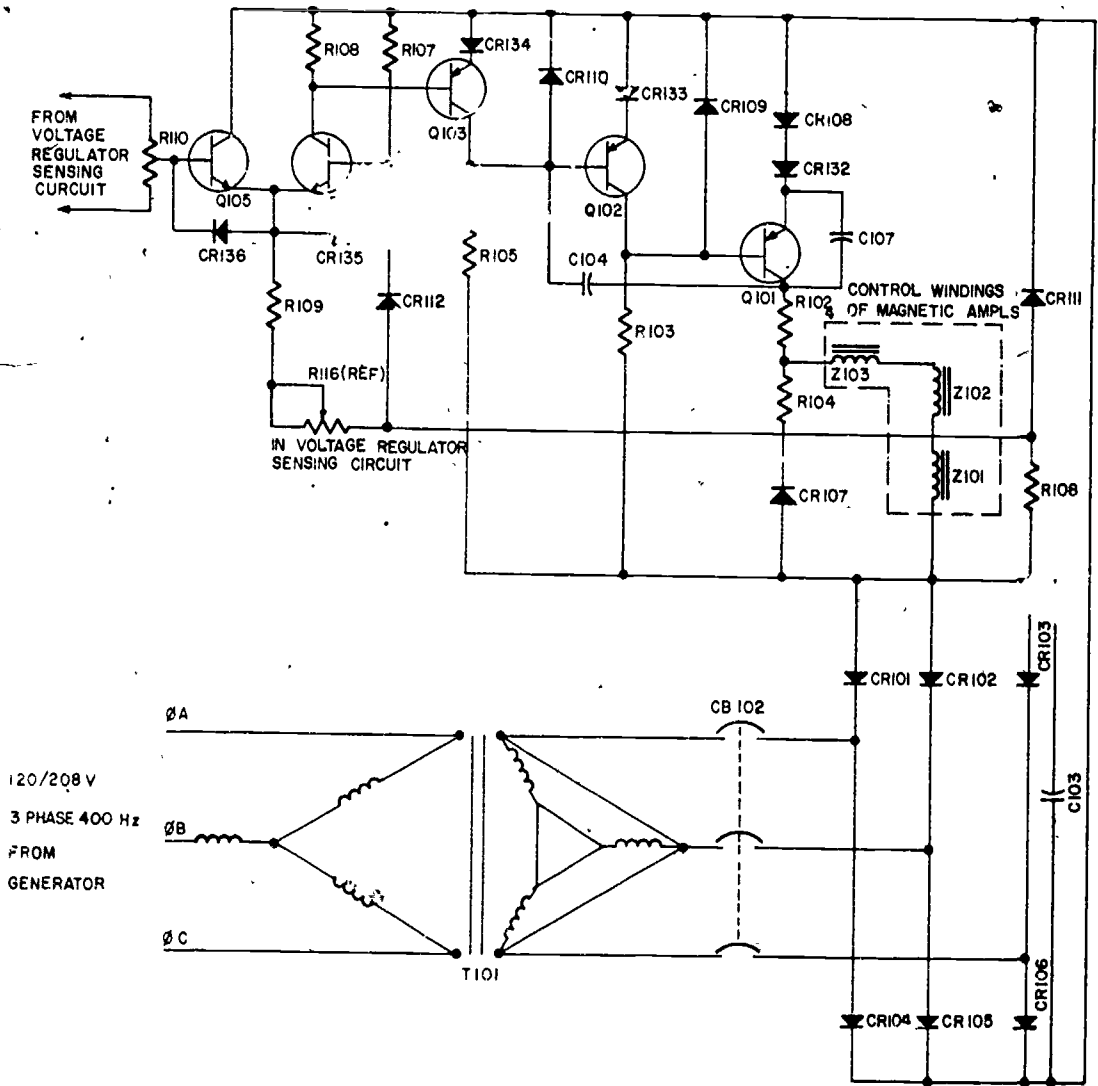 R108
R107
CR134
CR110
CR133
CR109
CR108
FROM
VOLTAGE
REGULATOR
SENSING
CURCUIT
R110
Q103
CR132
Q105
Q102
C107
CR136
CR135
R105
C104
Q101
R109
CR112
R103
R102
CONTROL WINDINGS
OF MAGNETIC AMPLS
CR111
R116(REF)
Z103
Z102
R104
IN VOLTAGE REGULATOR
SENSING CIRCUIT
Z101
R108
CR107
CR103
CR101
CR102
CB 102
ØA
C103
120/208 V
3 PHASE 400 Hz
FROM
GENERATOR
ØB
ØC
T101
CR106
CR104
CR105